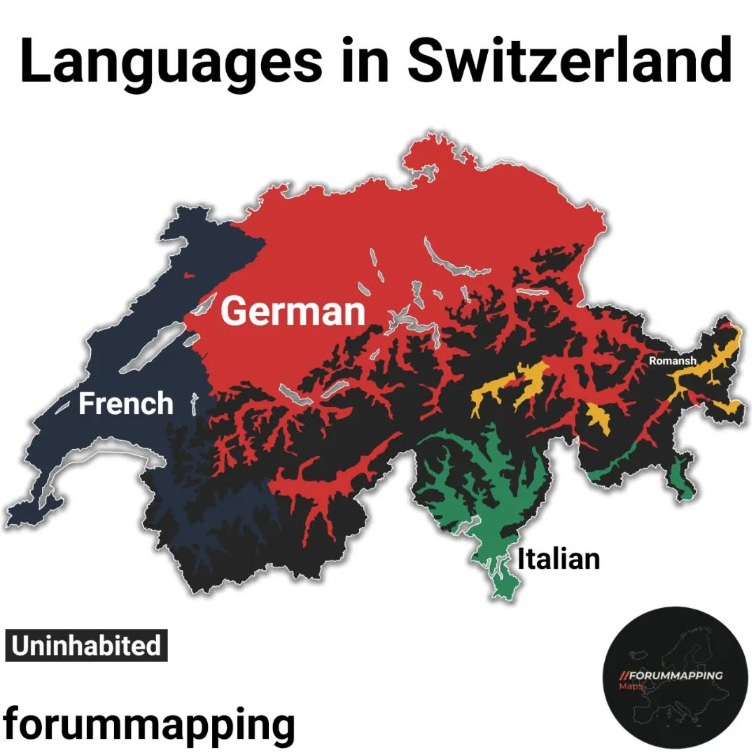 Languages in Switzerland
German
Romansh
French
Italian
Uninhabited
//FORUMMAPPING
Maps
forummapping